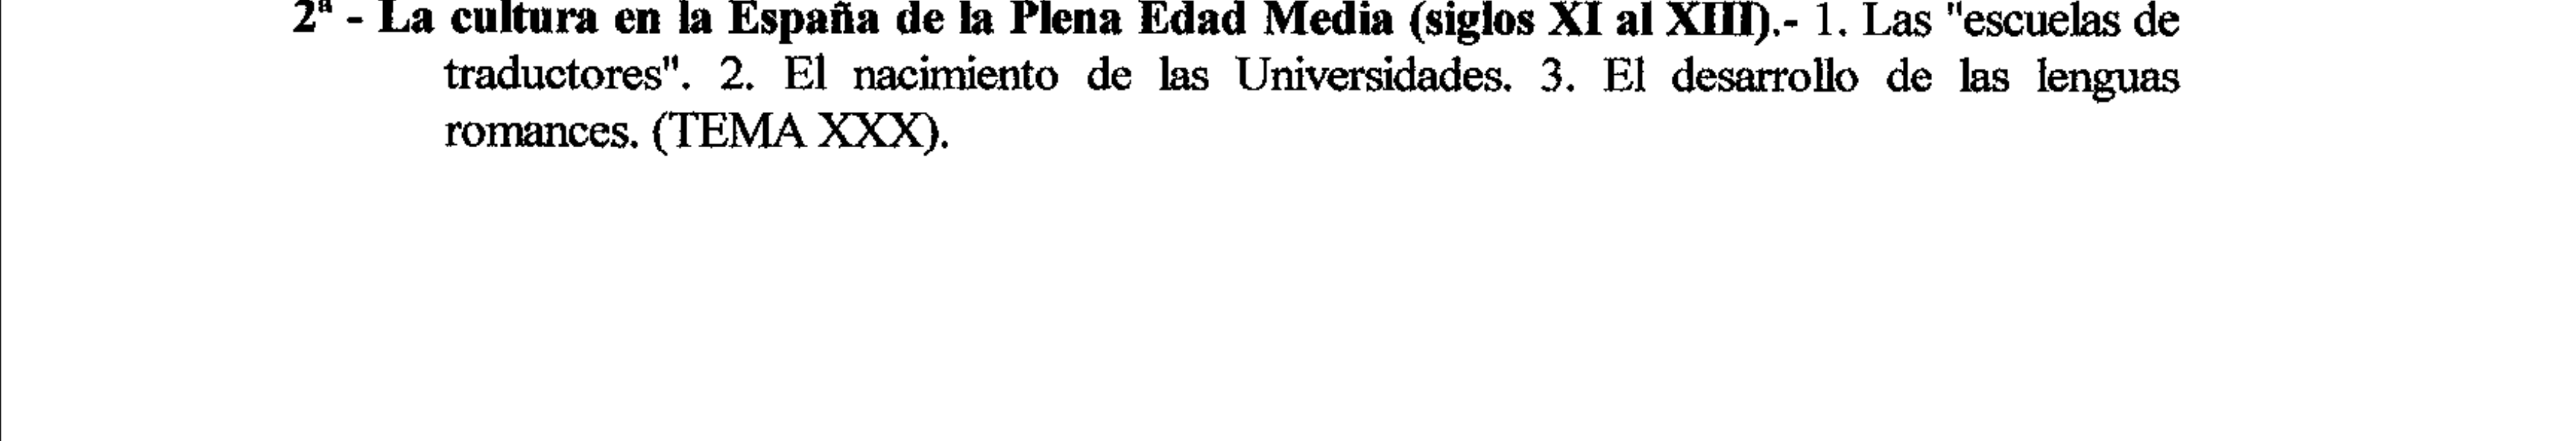 2ª - La cultura en la España de la Plena Edad Media (siglos XI al XIII).- 1. Las "escuelas de
traductores". 2. El nacimiento de las Universidades. 3. El desarrollo de las lenguas
romances. (TEMA XXX).